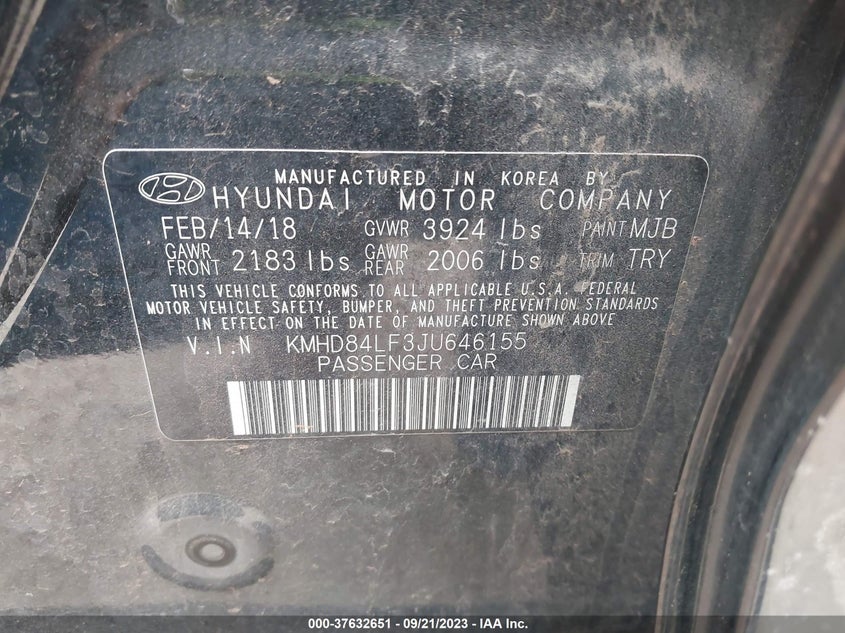 MANUFACTURED IN KOREA BY
HYUNDAI MOTOR COMPANY
FEB/14/18 GVWR 3924 lbs PAINT MJB
GAWR FRONT 2183 lbs GAWR REAR 2006 lbs TRIM TRY
THIS VEHICLE CONFORMS TO ALL APPLICABLE U.S.A. FEDERAL
MOTOR VEHICLE SAFETY, BUMPER, AND THEFT PREVENTION STANDARDS
IN EFFECT ON THE DATE OF MANUFACTURE SHOWN ABOVE
V.I.N KMHD84LF3JU646155
PASSENGER CAR
000-37632651 - 09/21/2023 - IAA Inc.